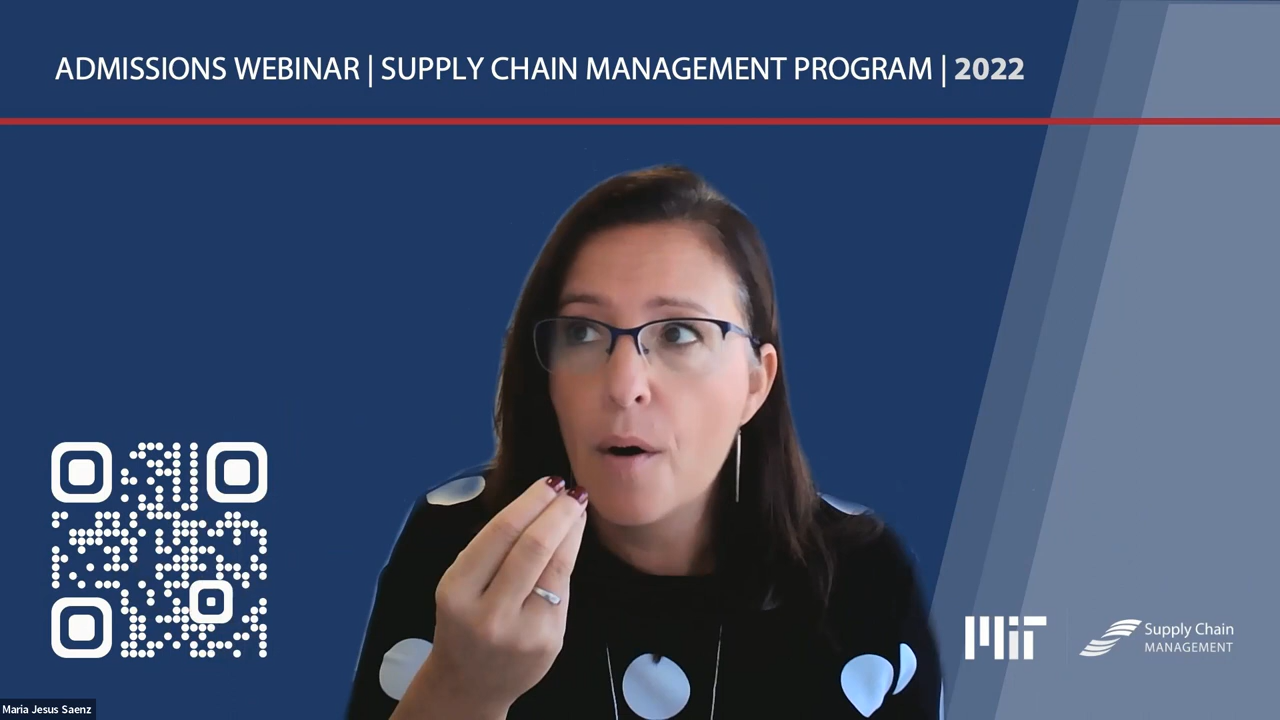 ADMISSIONS WEBINAR | SUPPLY CHAIN MANAGEMENT PROGRAM | 2022
MIT
Supply Chain
MANAGEMENT
Maria Jesus Saenz